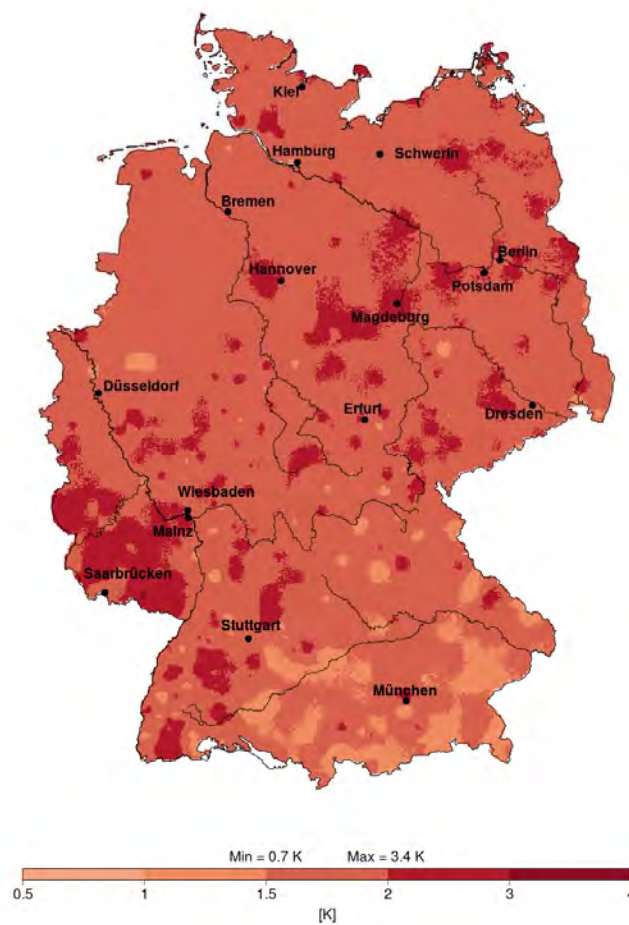 Kiel
Hamburg
Schwerin
Bremen
Hannover
Berlin
Potsdam
Magdeburg
Düsseldorf
Erfurt
Dresden
Wiesbaden
Mainz
Saarbrücken
Stuttgart
München
Min = 0.7 K Max = 3.4 K
0.5 1 1.5 2 3 4
[K]